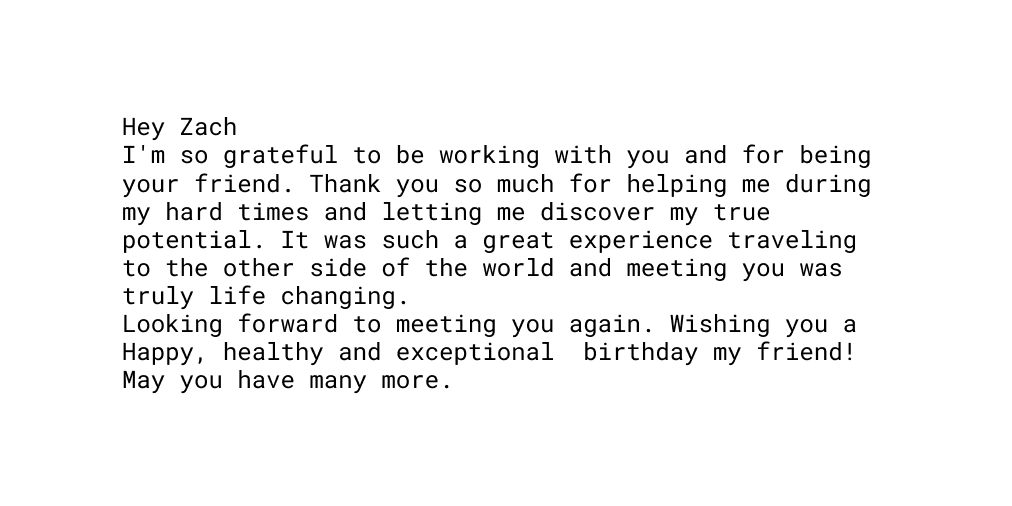 Hey Zach
I'm so grateful to be working with you and for being
your friend. Thank you so much for helping me during
my hard times and letting me discover my true
potential. It was such a great experience traveling
to the other side of the world and meeting you was
truly life changing.
Looking forward to meeting you again. Wishing you a
Happy, healthy and exceptional  birthday my friend!
May you have many more.